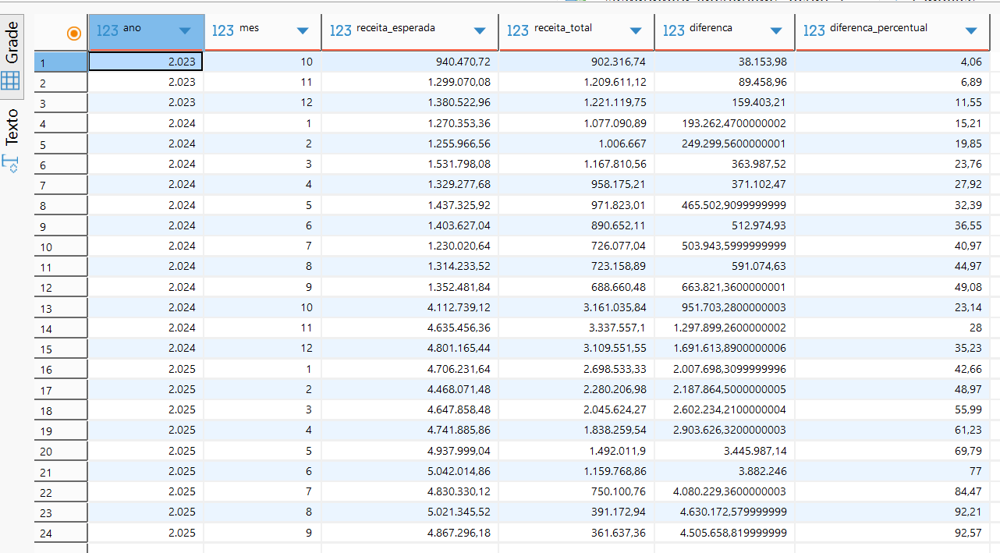 Grade
Texto
123 ano 123 mes 123 receita_esperada 123 receita_total 123 diferenca 123 diferenca_percentual
1 2.023 10 940.470,72 902.316,74 38.153,98 4,06
2 2.023 11 1.299.070,08 1.209.611,12 89.458,96 6,89
3 2.023 12 1.380.522,96 1.221.119,75 159.403,21 11,55
4 2.024 1 1.270.353,36 1.077.090,89 193.262,4700000002 15,21
5 2.024 2 1.255.966,56 1.006.667 249.299,5600000001 19,85
6 2.024 3 1.531.798,08 1.167.810,56 363.987,52 23,76
7 2.024 4 1.329.277,68 958.175,21 371.102,47 27,92
8 2.024 5 1.437.325,92 971.823,01 465.502,9099999999 32,39
9 2.024 6 1.403.627,04 890.652,11 512.974,93 36,55
10 2.024 7 1.230.020,64 726.077,04 503.943,5999999999 40,97
11 2.024 8 1.314.233,52 723.158,89 591.074,63 44,97
12 2.024 9 1.352.481,84 688.660,48 663.821,3600000001 49,08
13 2.024 10 4.112.739,12 3.161.035,84 951.703,2800000003 23,14
14 2.024 11 4.635.456,36 3.337.557,1 1.297.899,2600000002 28
15 2.024 12 4.801.165,44 3.109.551,55 1.691.613,8900000006 35,23
16 2.025 1 4.706.231,64 2.698.533,33 2.007.698,3099999996 42,66
17 2.025 2 4.468.071,48 2.280.206,98 2.187.864,5000000005 48,97
18 2.025 3 4.647.858,48 2.045.624,27 2.602.234,2100000004 55,99
19 2.025 4 4.741.885,86 1.838.259,54 2.903.626,3200000003 61,23
20 2.025 5 4.937.999,04 1.492.011,9 3.445.987,14 69,79
21 2.025 6 5.042.014,86 1.159.768,86 3.882.246 77
22 2.025 7 4.830.330,12 750.100,76 4.080.229,3600000003 84,47
23 2.025 8 5.021.345,52 391.172,94 4.630.172,579999999 92,21
24 2.025 9 4.867.296,18 361.637,36 4.505.658,819999999 92,57